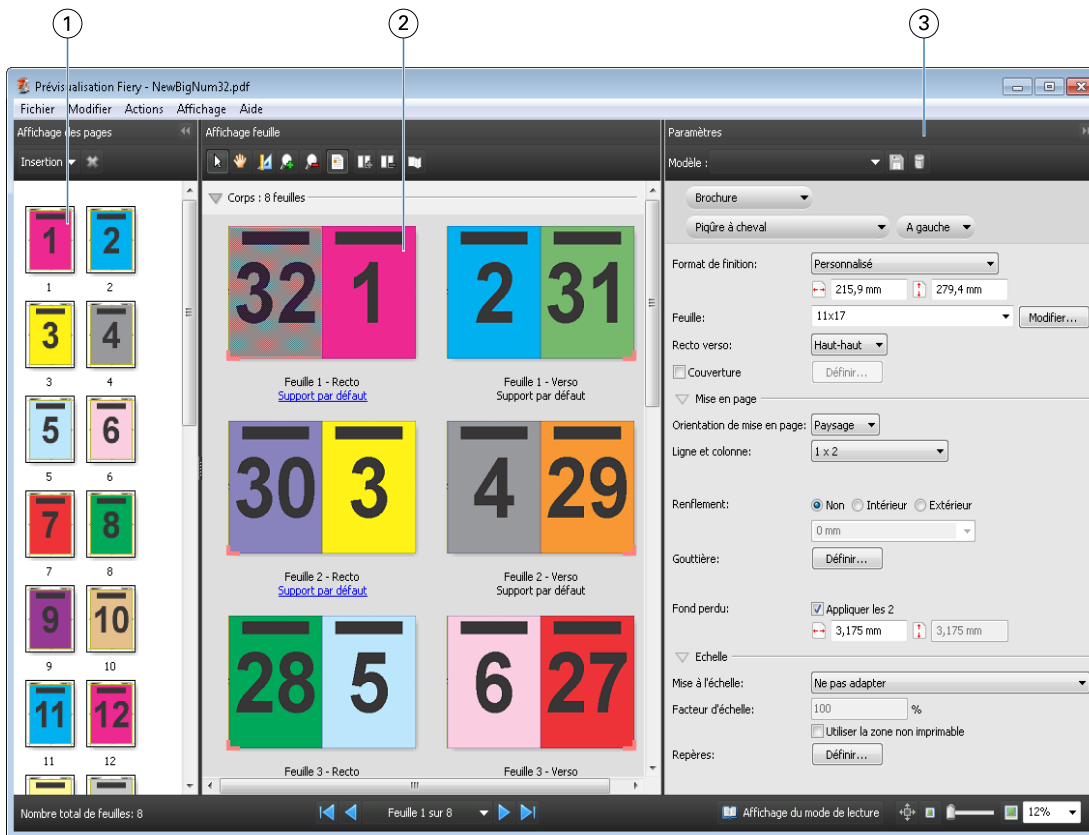 1 2 3
Prévisualisation Fiery - NewBigNum32.pdf
Fichier Modifier Actions Affichage Aide
Affichage des pages
Insertion
1 2
1 2
3 4
3 4
5 6
5 6
7 8
7 8
9 10
9 10
11 12
11 12
Nombre total de feuilles: 8
Affichage feuille
Corps : 8 feuilles
32 1 2 31
Feuille 1 - Recto Feuille 1 - Verso
Support par défaut Support par défaut
30 3 4 29
Feuille 2 - Recto Feuille 2 - Verso
Support par défaut Support par défaut
28 5 6 27
Feuille 3 - Recto Feuille 3 - Verso
Feuille 1 sur 8
Paramètres
Modèle :
Brochure
Piqûre à cheval A gauche
Format de finition: Personnalisé
215,9 mm 279,4 mm
Feuille: 11x17 Modifier...
Recto verso: Haut-haut
Couverture Définir...
Mise en page
Orientation de mise en page: Paysage
Ligne et colonne: 1 x 2
Renflement: Non Intérieur Extérieur
0 mm
Gouttière: Définir...
Fond perdu: Appliquer les 2
3,175 mm 3,175 mm
Echelle
Mise à l'échelle: Ne pas adapter
Facteur d'échelle: 100 %
Utiliser la zone non imprimable
Repères: Définir...
Affichage du mode de lecture 12%